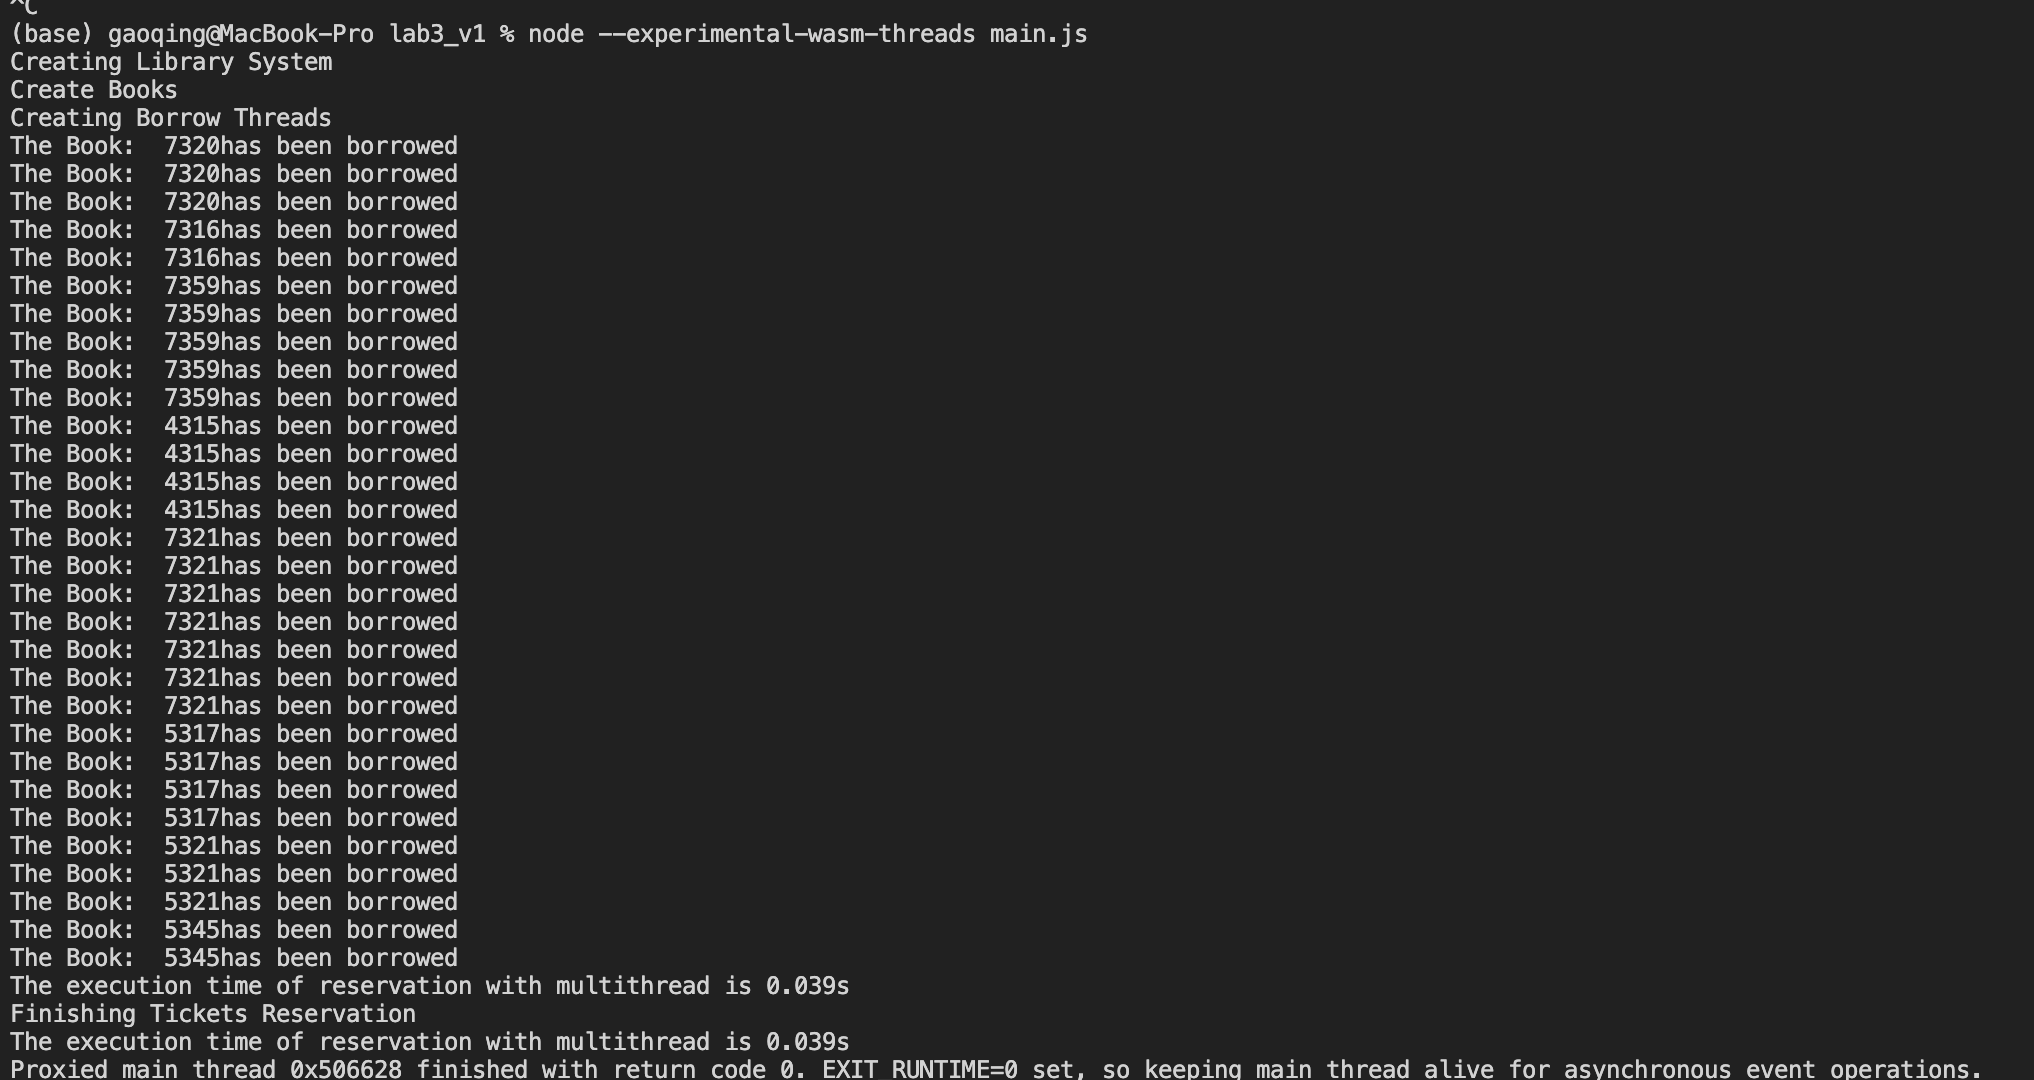 ^C
(base) gaoqing@MacBook-Pro lab3_v1 % node --experimental-wasm-threads main.js
Creating Library System
Create Books
Creating Borrow Threads
The Book:  7320has been borrowed
The Book:  7320has been borrowed
The Book:  7320has been borrowed
The Book:  7316has been borrowed
The Book:  7316has been borrowed
The Book:  7359has been borrowed
The Book:  7359has been borrowed
The Book:  7359has been borrowed
The Book:  7359has been borrowed
The Book:  7359has been borrowed
The Book:  4315has been borrowed
The Book:  4315has been borrowed
The Book:  4315has been borrowed
The Book:  4315has been borrowed
The Book:  7321has been borrowed
The Book:  7321has been borrowed
The Book:  7321has been borrowed
The Book:  7321has been borrowed
The Book:  7321has been borrowed
The Book:  7321has been borrowed
The Book:  7321has been borrowed
The Book:  5317has been borrowed
The Book:  5317has been borrowed
The Book:  5317has been borrowed
The Book:  5317has been borrowed
The Book:  5321has been borrowed
The Book:  5321has been borrowed
The Book:  5321has been borrowed
The Book:  5345has been borrowed
The Book:  5345has been borrowed
The execution time of reservation with multithread is 0.039s
Finishing Tickets Reservation
The execution time of reservation with multithread is 0.039s
Proxied main thread 0x506628 finished with return code 0. EXIT_RUNTIME=0 set, so keeping main thread alive for asynchronous event operations.